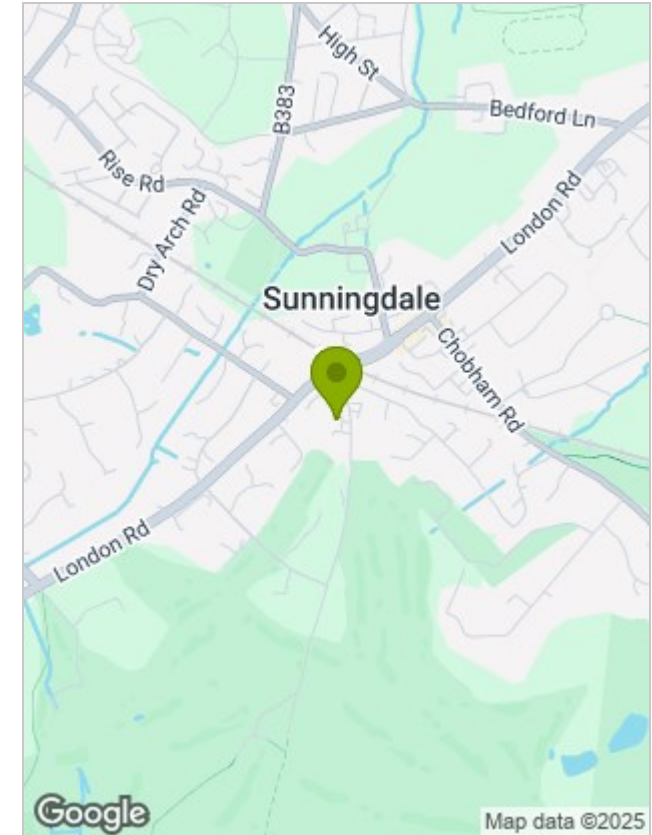 High St
B383
Bedford Ln
Rise Rd
Dry Arch Rd
London Rd
Sunningdale
Chobham Rd
London Rd
Google
Map data ©2025